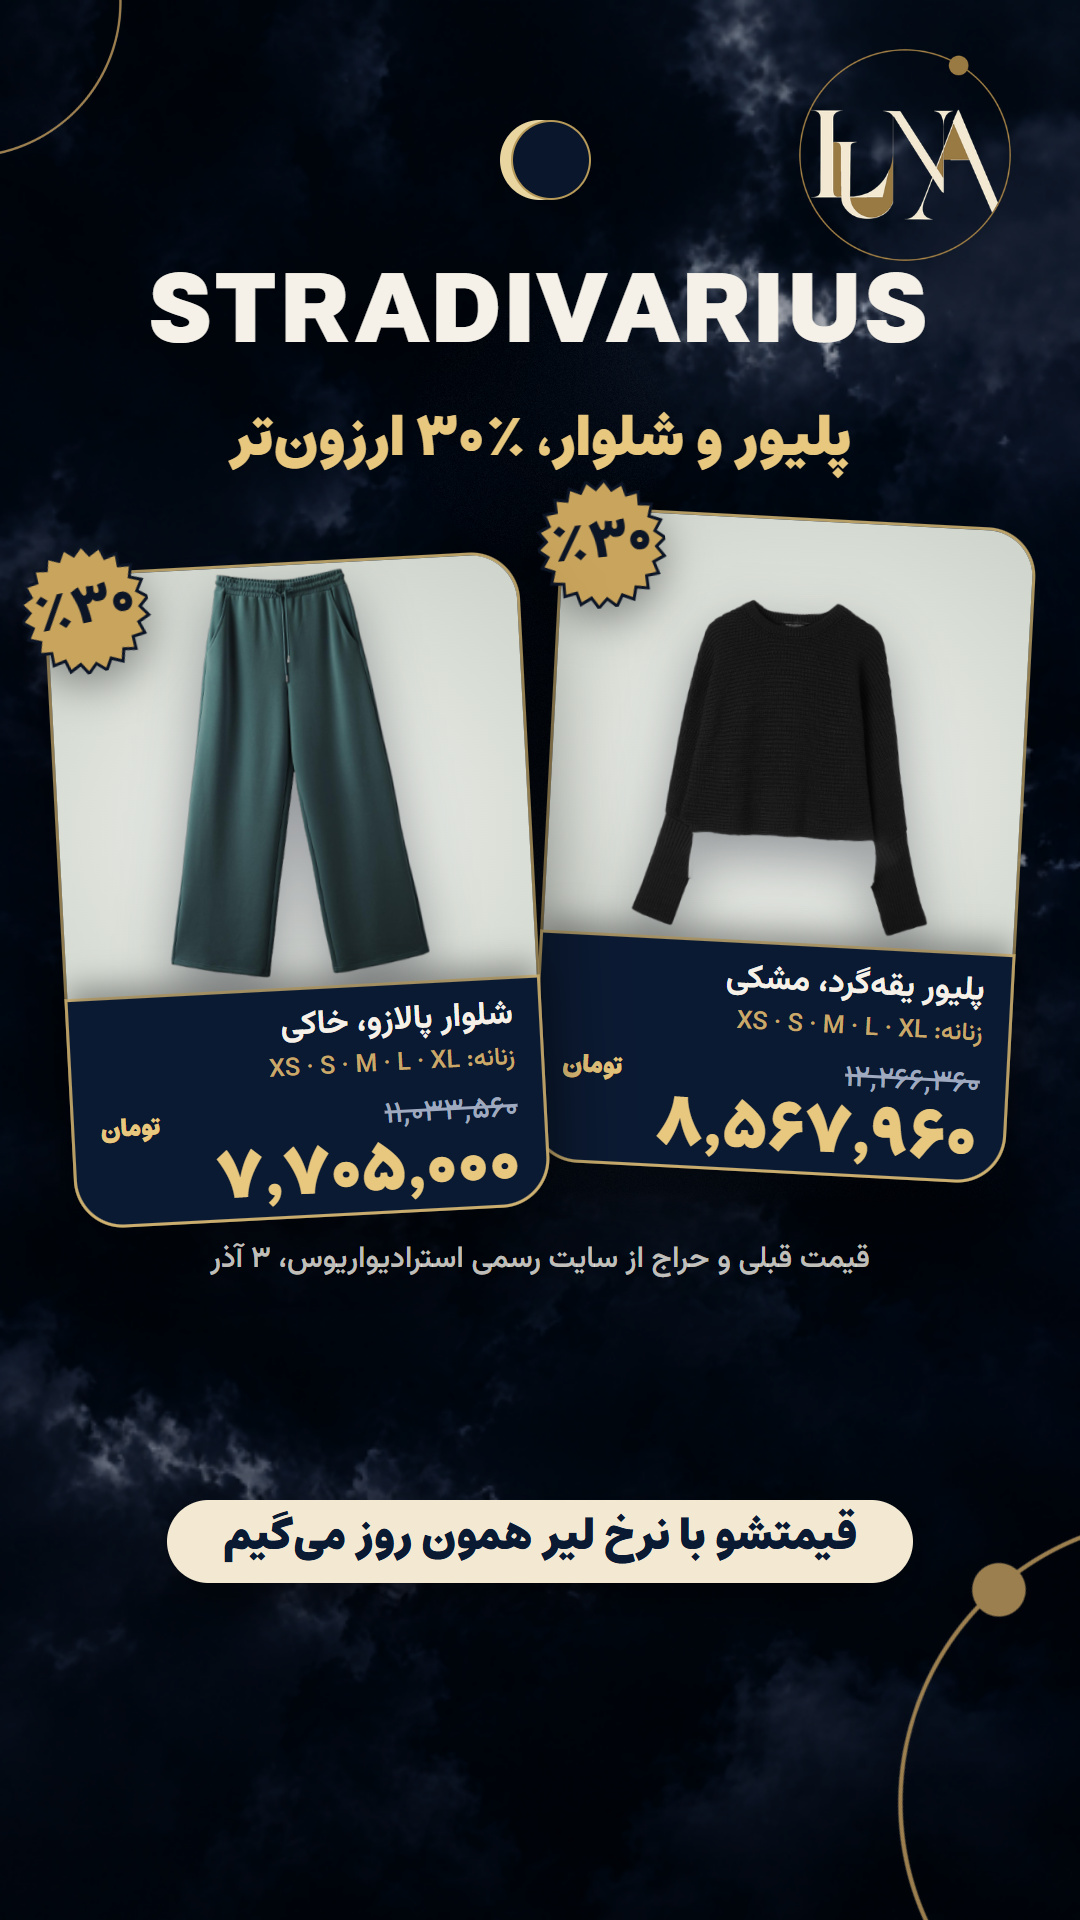 LUNA
STRADIVARIUS
پلیور و شلوار، ۳۰٪ ارزون‌تر
۳۰٪
پلیور یقه‌گرد، مشکی
زنانه: XS · S · M · L · XL
۱۲,۲۶۶,۳۶۰
۸,۵۶۷,۹۶۰ تومان
۳۰٪
شلوار پالازو، خاکی
زنانه: XS · S · M · L · XL
۱۱,۰۳۳,۵۶۰
۷,۷۰۵,۰۰۰ تومان
قیمت قبلی و حراج از سایت رسمی استرادیواریوس، ۳ آذر
قیمتشو با نرخ لیر همون روز می‌گیم